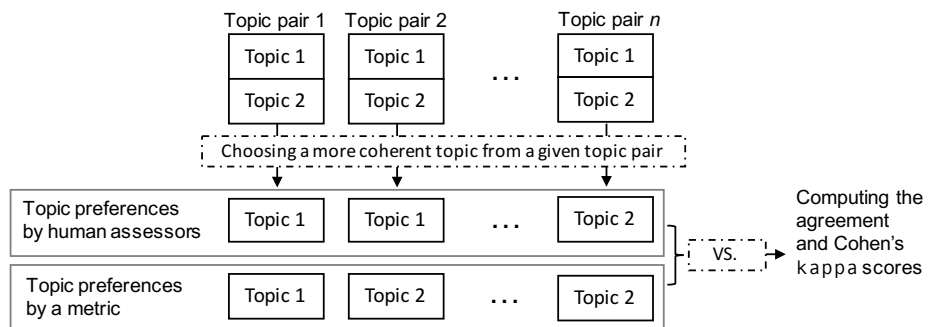 Topic pair 1 Topic pair 2 Topic pair n
Topic 1 Topic 1 Topic 1
...
Topic 2 Topic 2 Topic 2
Choosing a more coherent topic from a given topic pair
Topic preferences
by human assessors
Topic 1 Topic 1 ... Topic 2
Topic preferences
by a metric
Topic 1 Topic 2 ... Topic 2
VS.
Computing the
agreement
and Cohen's
kappa scores